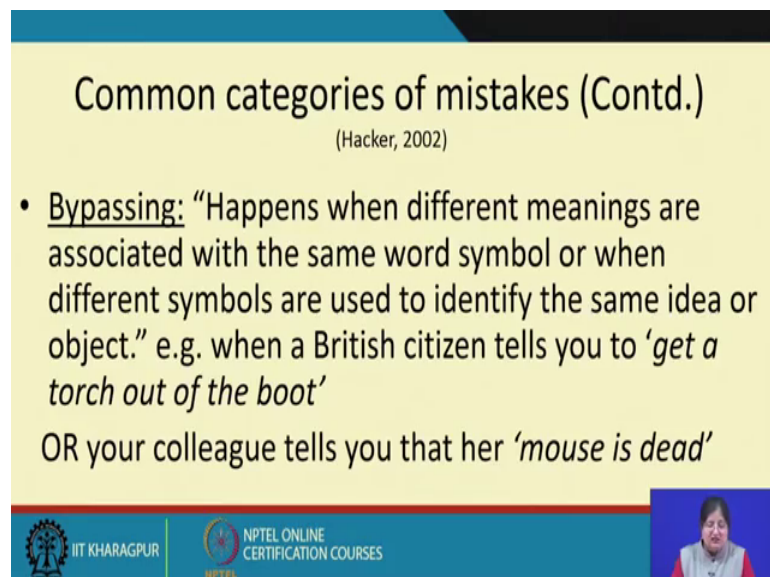 Common categories of mistakes (Contd.)
(Hacker, 2002)
• Bypassing: “Happens when different meanings are
associated with the same word symbol or when
different symbols are used to identify the same idea or
object.” e.g. when a British citizen tells you to ‘get a
torch out of the boot’
OR your colleague tells you that her ‘mouse is dead’
IIT KHARAGPUR
NPTEL ONLINE
CERTIFICATION COURSES
NPTEL